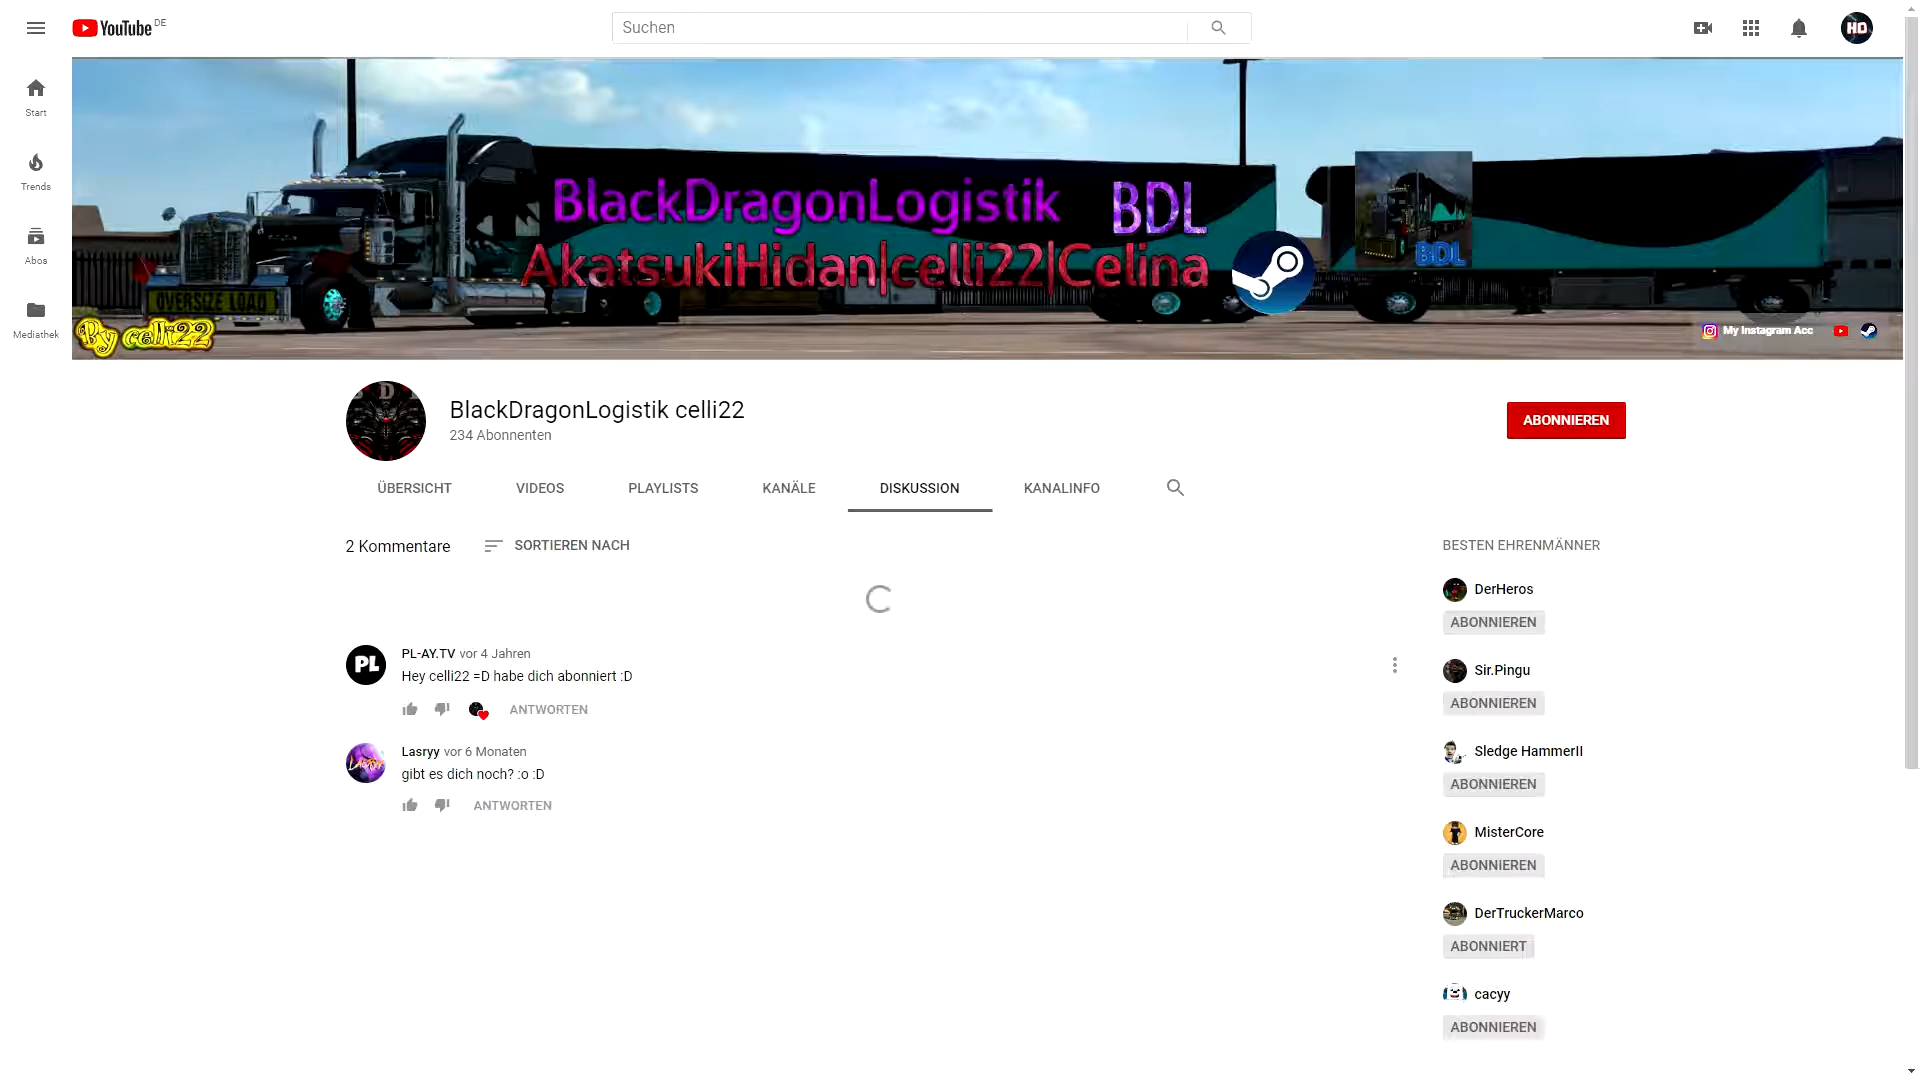 YouTube DE
Suchen
HD
Start
Trends
Abos
Mediathek
BlackDragonLogistik BDL
AkatsukiHidan|celli22|Celina
BDL
OVERSIZE LOAD
By celli22
My Instagram Acc
BlackDragonLogistik celli22
234 Abonnenten
ABONNIEREN
ÜBERSICHT VIDEOS PLAYLISTS KANÄLE DISKUSSION KANALINFO
2 Kommentare SORTIEREN NACH
PL
PL-AY.TV vor 4 Jahren
Hey celli22 =D habe dich abonniert :D
ANTWORTEN
Lasryy vor 6 Monaten
gibt es dich noch? :o :D
ANTWORTEN
BESTEN EHRENMÄNNER
DerHeros
ABONNIEREN
Sir.Pingu
ABONNIEREN
Sledge HammerII
ABONNIEREN
MisterCore
ABONNIEREN
DerTruckerMarco
ABONNIERT
cacyy
ABONNIEREN